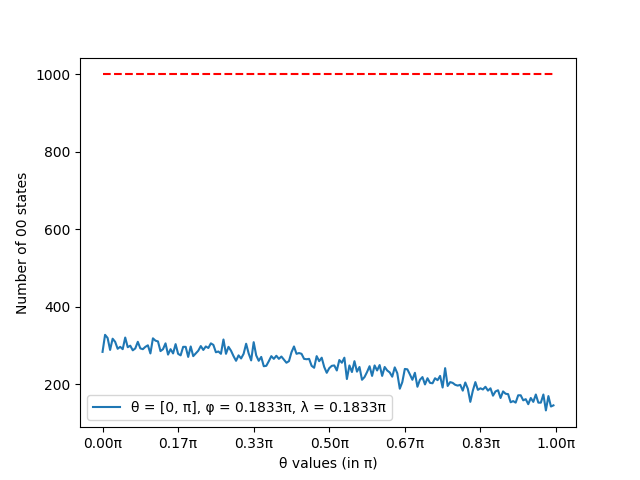 1000
800
600
400
200
Number of 00 states
θ = [0, π], φ = 0.1833π, λ = 0.1833π
0.00π 0.17π 0.33π 0.50π 0.67π 0.83π 1.00π
θ values (in π)